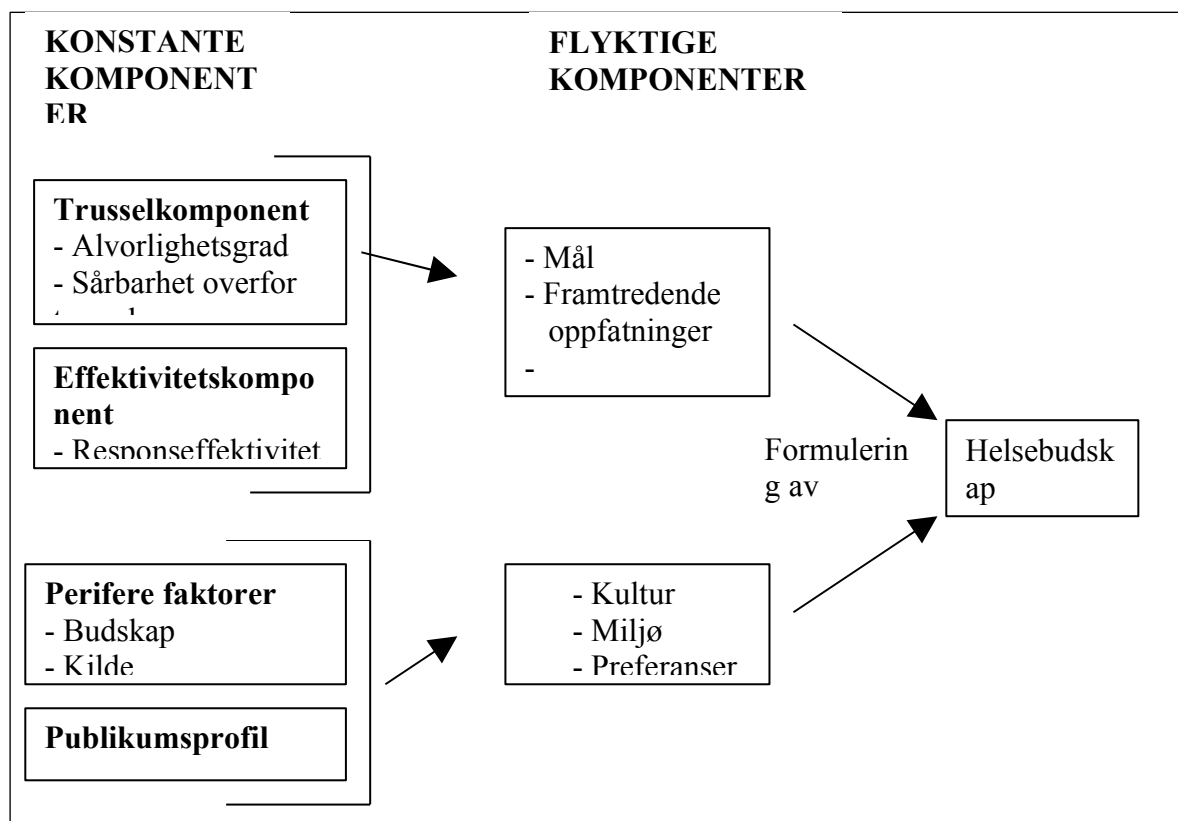 KONSTANTE
KOMPONENT
ER
FLYKTIGE
KOMPONENTER
Trusselkomponent
- Alvorlighetsgrad
- Sårbarhet overfor
Effektivitetskompo
nent
- Responseffektivitet
- Mål
- Framtredende
oppfatninger
-
Formulerin
g av
Helsebudsk
ap
Perifere faktorer
- Budskap
- Kilde
Publikumsprofil
- Kultur
- Miljø
- Preferanser